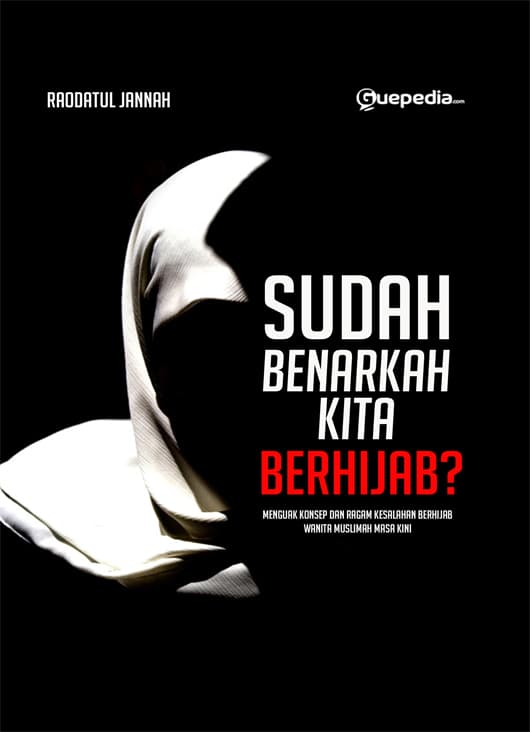 RAODATUL JANNAH
Guepedia.com
SUDAH
BENARKAH
KITA
BERHIJAB?
MENGUAK KONSEP DAN RAGAM KESALAHAN BERHIJAB
WANITA MUSLIMAH MASA KINI